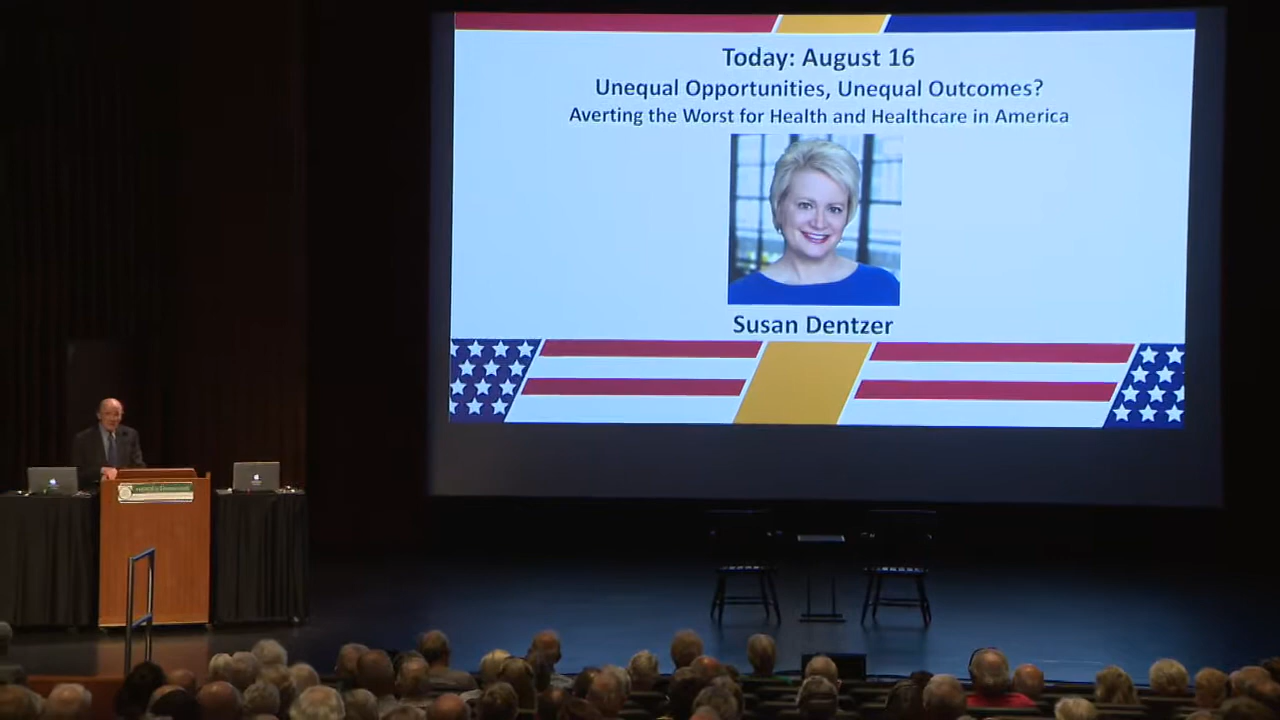 Today: August 16
Unequal Opportunities, Unequal Outcomes?
Averting the Worst for Health and Healthcare in America
Susan Dentzer